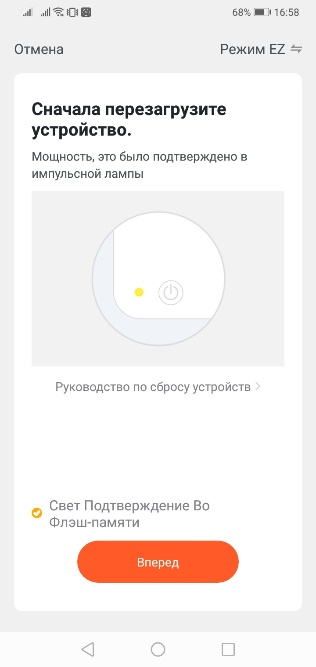 68% 16:58
Отмена
Режим EZ
Сначала перезагрузите
устройство.
Мощность, это было подтверждено в
импульсной лампы
Руководство по сбросу устройств
Свет Подтверждение Во
Флэш-памяти
Вперед